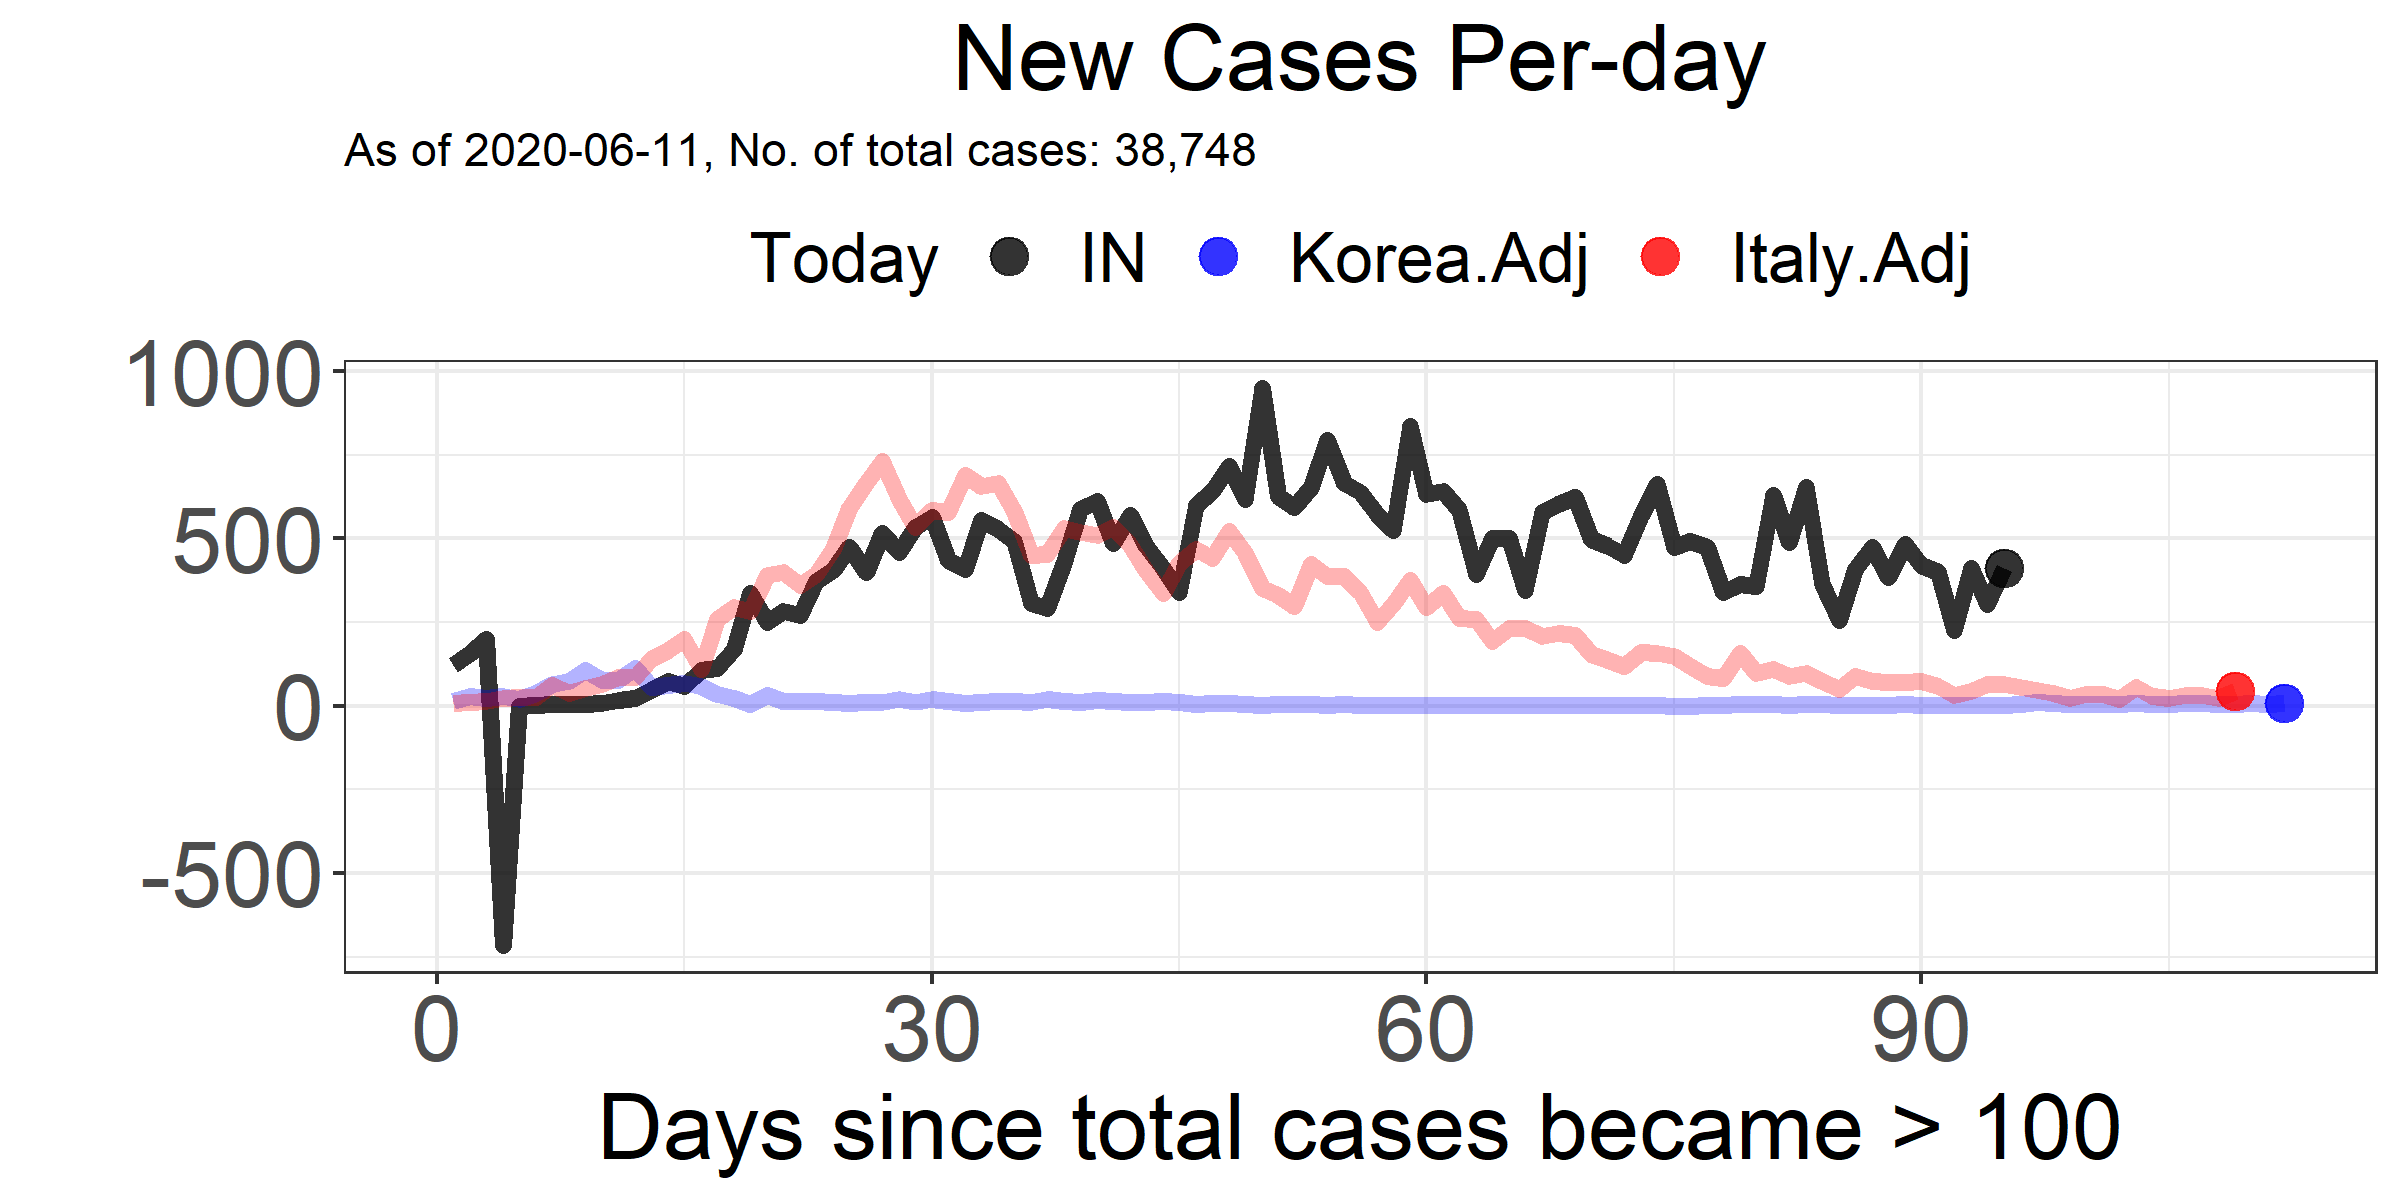 New Cases Per-day
As of 2020-06-11, No. of total cases: 38,748
Today IN Korea.Adj Italy.Adj
1000
500
0
-500
0 30 60 90
Days since total cases became > 100